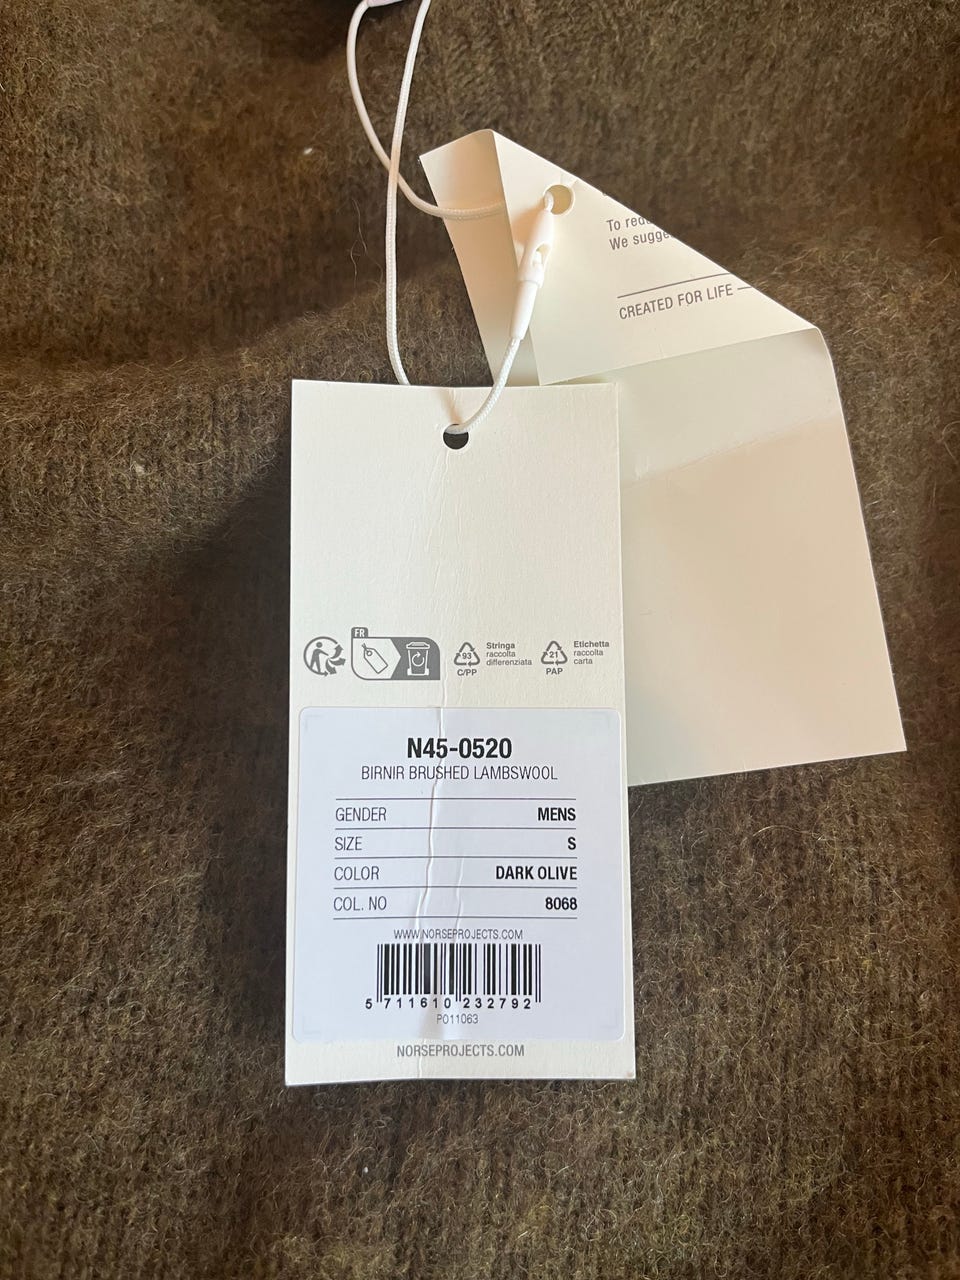 To
We
CREATED FOR LIFE
FR
93
C/PP
Stringa
raccolta
differenziata
21
PAP
Etichetta
raccolta
carta
N45-0520
BIRNIR BRUSHED LAMBSWOOL
GENDER MENS
SIZE S
COLOR DARK OLIVE
COL. NO 8068
WWW.NORSEPROJECTS.COM
5 711610 232792
PO11063
NORSEPROJECTS.COM